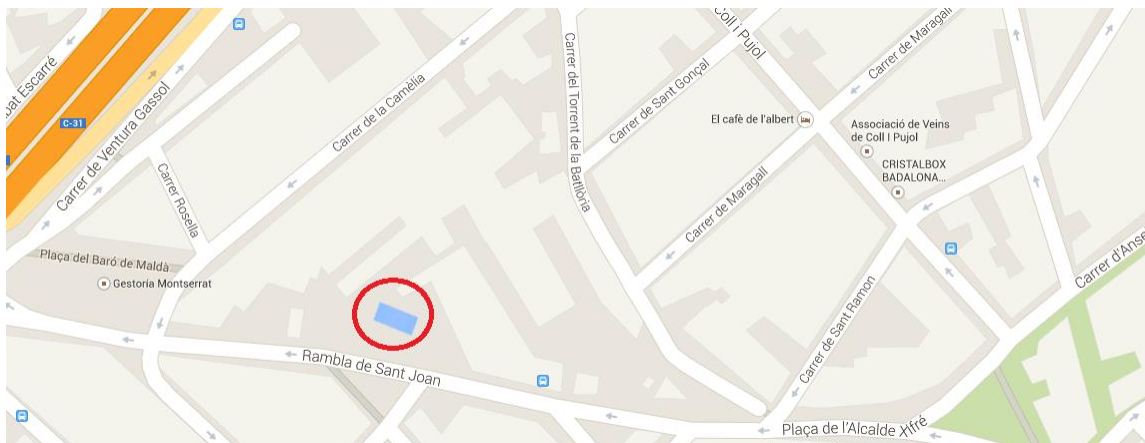 Coll i Pujol
Carrer de Maragall
bat Escarré
C-31
Carrer de Ventura Gassol
Carrer de la Camèlia
Carrer del Torrent de la Batllòria
Carrer de Sant Gonçal
El cafè de l'albert
Associació de Veins
de Coll I Pujol
CRISTALBOX
BADALONA...
Carrer Rosella
Carrer de Maragall
Plaça del Baró de Maldà
Gestoria Montserrat
Carrer d'Anse
Carrer de Sant Ramon
Rambla de Sant Joan
Plaça de l'Alcalde Xifré